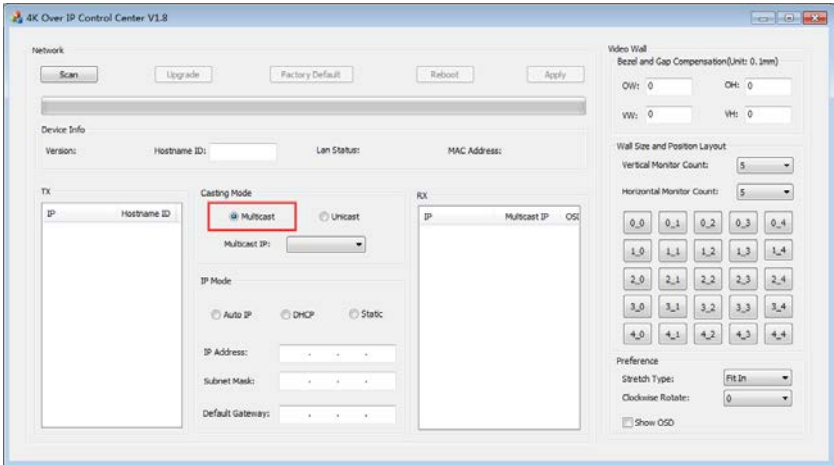 4K Over IP Control Center V1.8
Network
Scan Upgrade Factory Default Reboot Apply
Device Info
Version: Hostname ID: Lan Status: MAC Address:
TX
IP Hostname ID
Casting Mode
Multicast Unicast
Multicast IP:
IP Mode
Auto IP DHCP Static
IP Address: . . .
Subnet Mask: . . .
Default Gateway: . . .
RX
IP Multicast IP OSD
Video Wall
Bezel and Gap Compensation(Unit: 0.1mm)
OW: 0 OH: 0
VW: 0 VH: 0
Wall Size and Position Layout
Vertical Monitor Count: 5
Horizontal Monitor Count: 5
0_0 0_1 0_2 0_3 0_4
1_0 1_1 1_2 1_3 1_4
2_0 2_1 2_2 2_3 2_4
3_0 3_1 3_2 3_3 3_4
4_0 4_1 4_2 4_3 4_4
Preference
Stretch Type: Fit In
Clockwise Rotate: 0
Show OSD